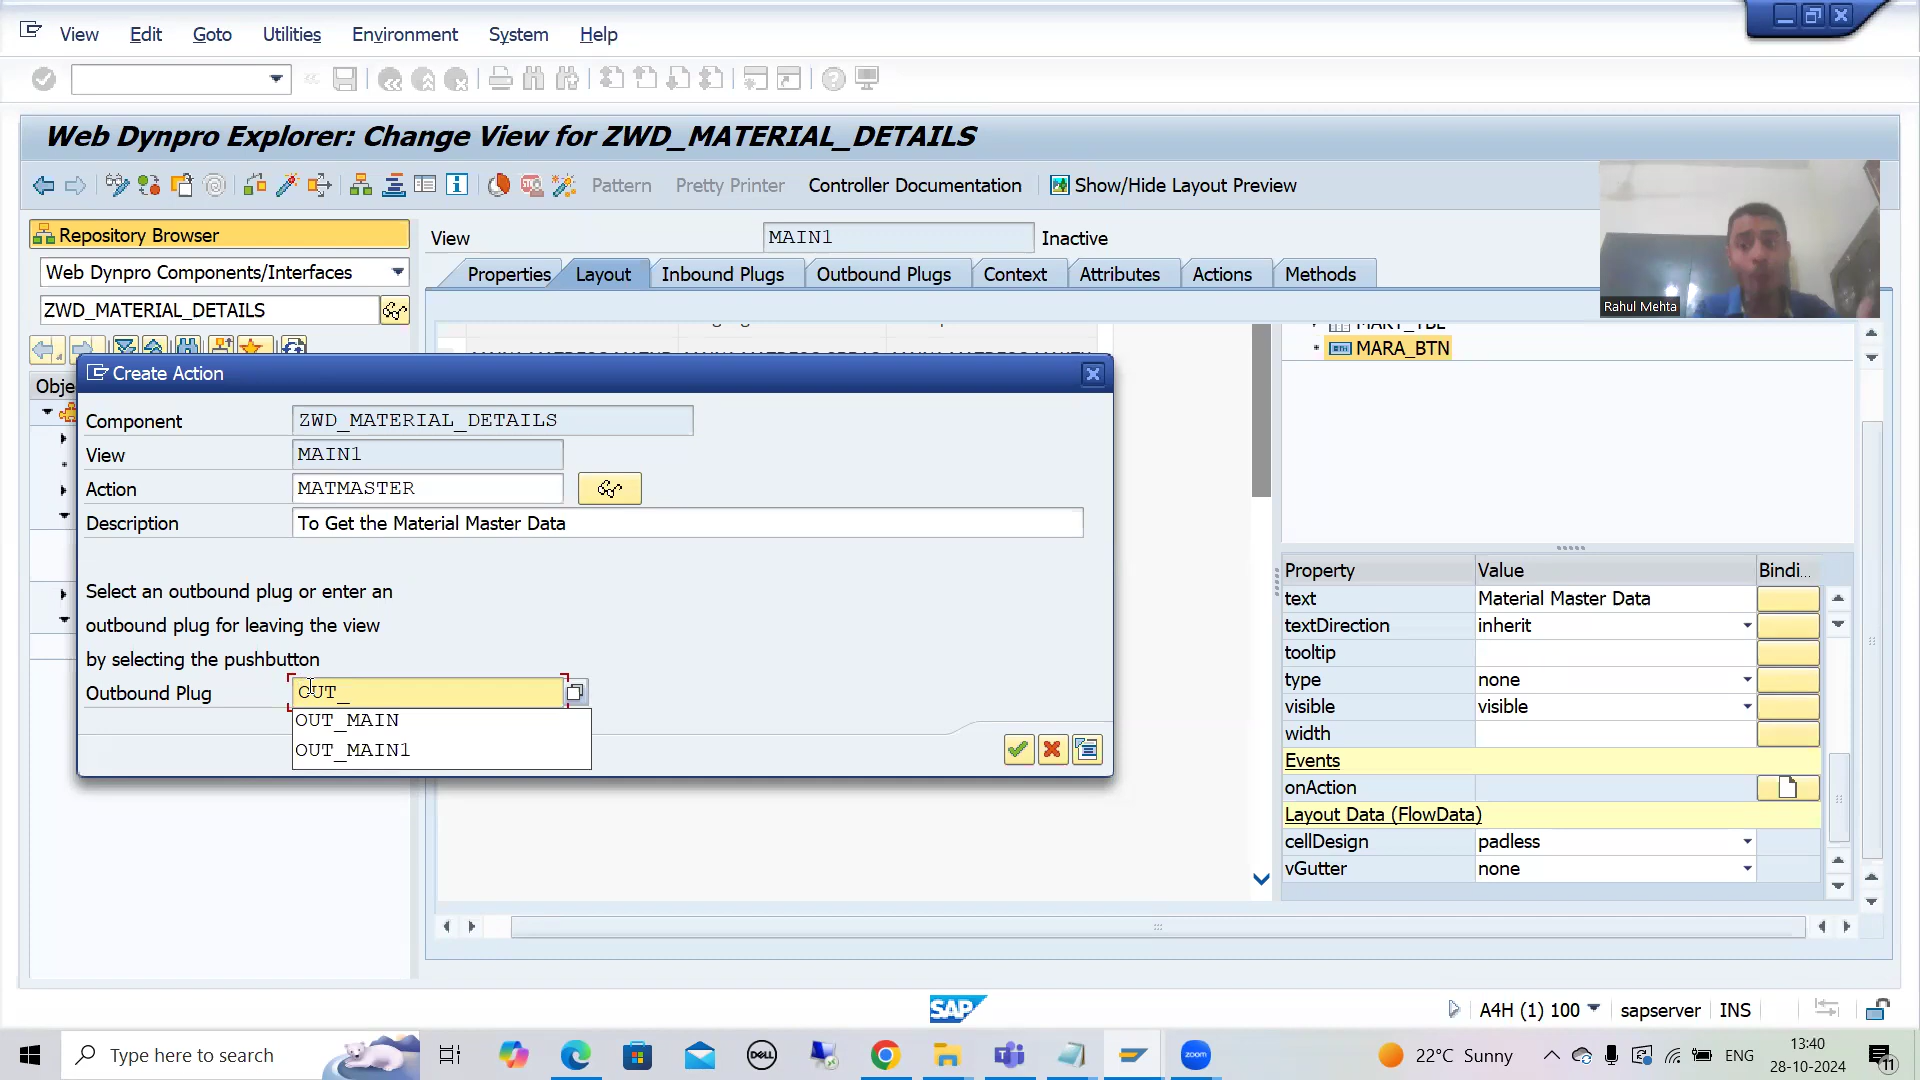 View Edit Goto Utilities Environment System Help
Web Dynpro Explorer: Change View for ZWD_MATERIAL_DETAILS
Pattern Pretty Printer Controller Documentation Show/Hide Layout Preview
Repository Browser
Web Dynpro Components/Interfaces
ZWD_MATERIAL_DETAILS
Obje
View MAIN1 Inactive
Properties Layout Inbound Plugs Outbound Plugs Context Attributes Actions Methods
Rahul Mehta
MARA_BTN
Create Action
Component ZWD_MATERIAL_DETAILS
View MAIN1
Action MATMASTER
Description To Get the Material Master Data
Select an outbound plug or enter an
outbound plug for leaving the view
by selecting the pushbutton
Outbound Plug OUT_
OUT_MAIN
OUT_MAIN1
Property Value Bindi...
text Material Master Data
textDirection inherit
tooltip
type none
visible visible
width
Events
onAction
Layout Data (FlowData)
cellDesign padless
vGutter none
SAP
A4H (1) 100 sapserver INS
Type here to search
DELL
zoom
22°C Sunny
ENG
13:40
28-10-2024
11